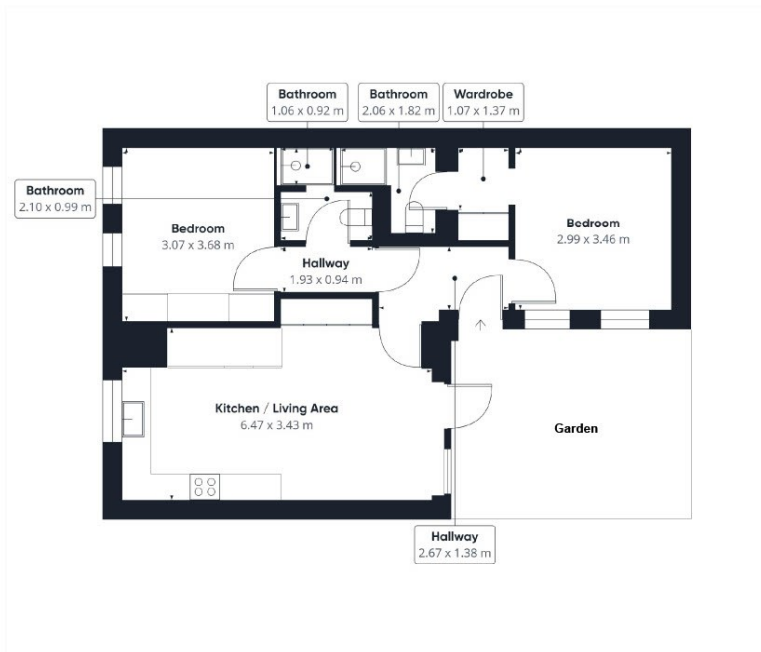 Bathroom
1.06 x 0.92 m
Bathroom
2.06 x 1.82 m
Wardrobe
1.07 x 1.37 m
Bathroom
2.10 x 0.99 m
Bedroom
3.07 x 3.68 m
Bedroom
2.99 x 3.46 m
Hallway
1.93 x 0.94 m
Kitchen / Living Area
6.47 x 3.43 m
Garden
Hallway
2.67 x 1.38 m